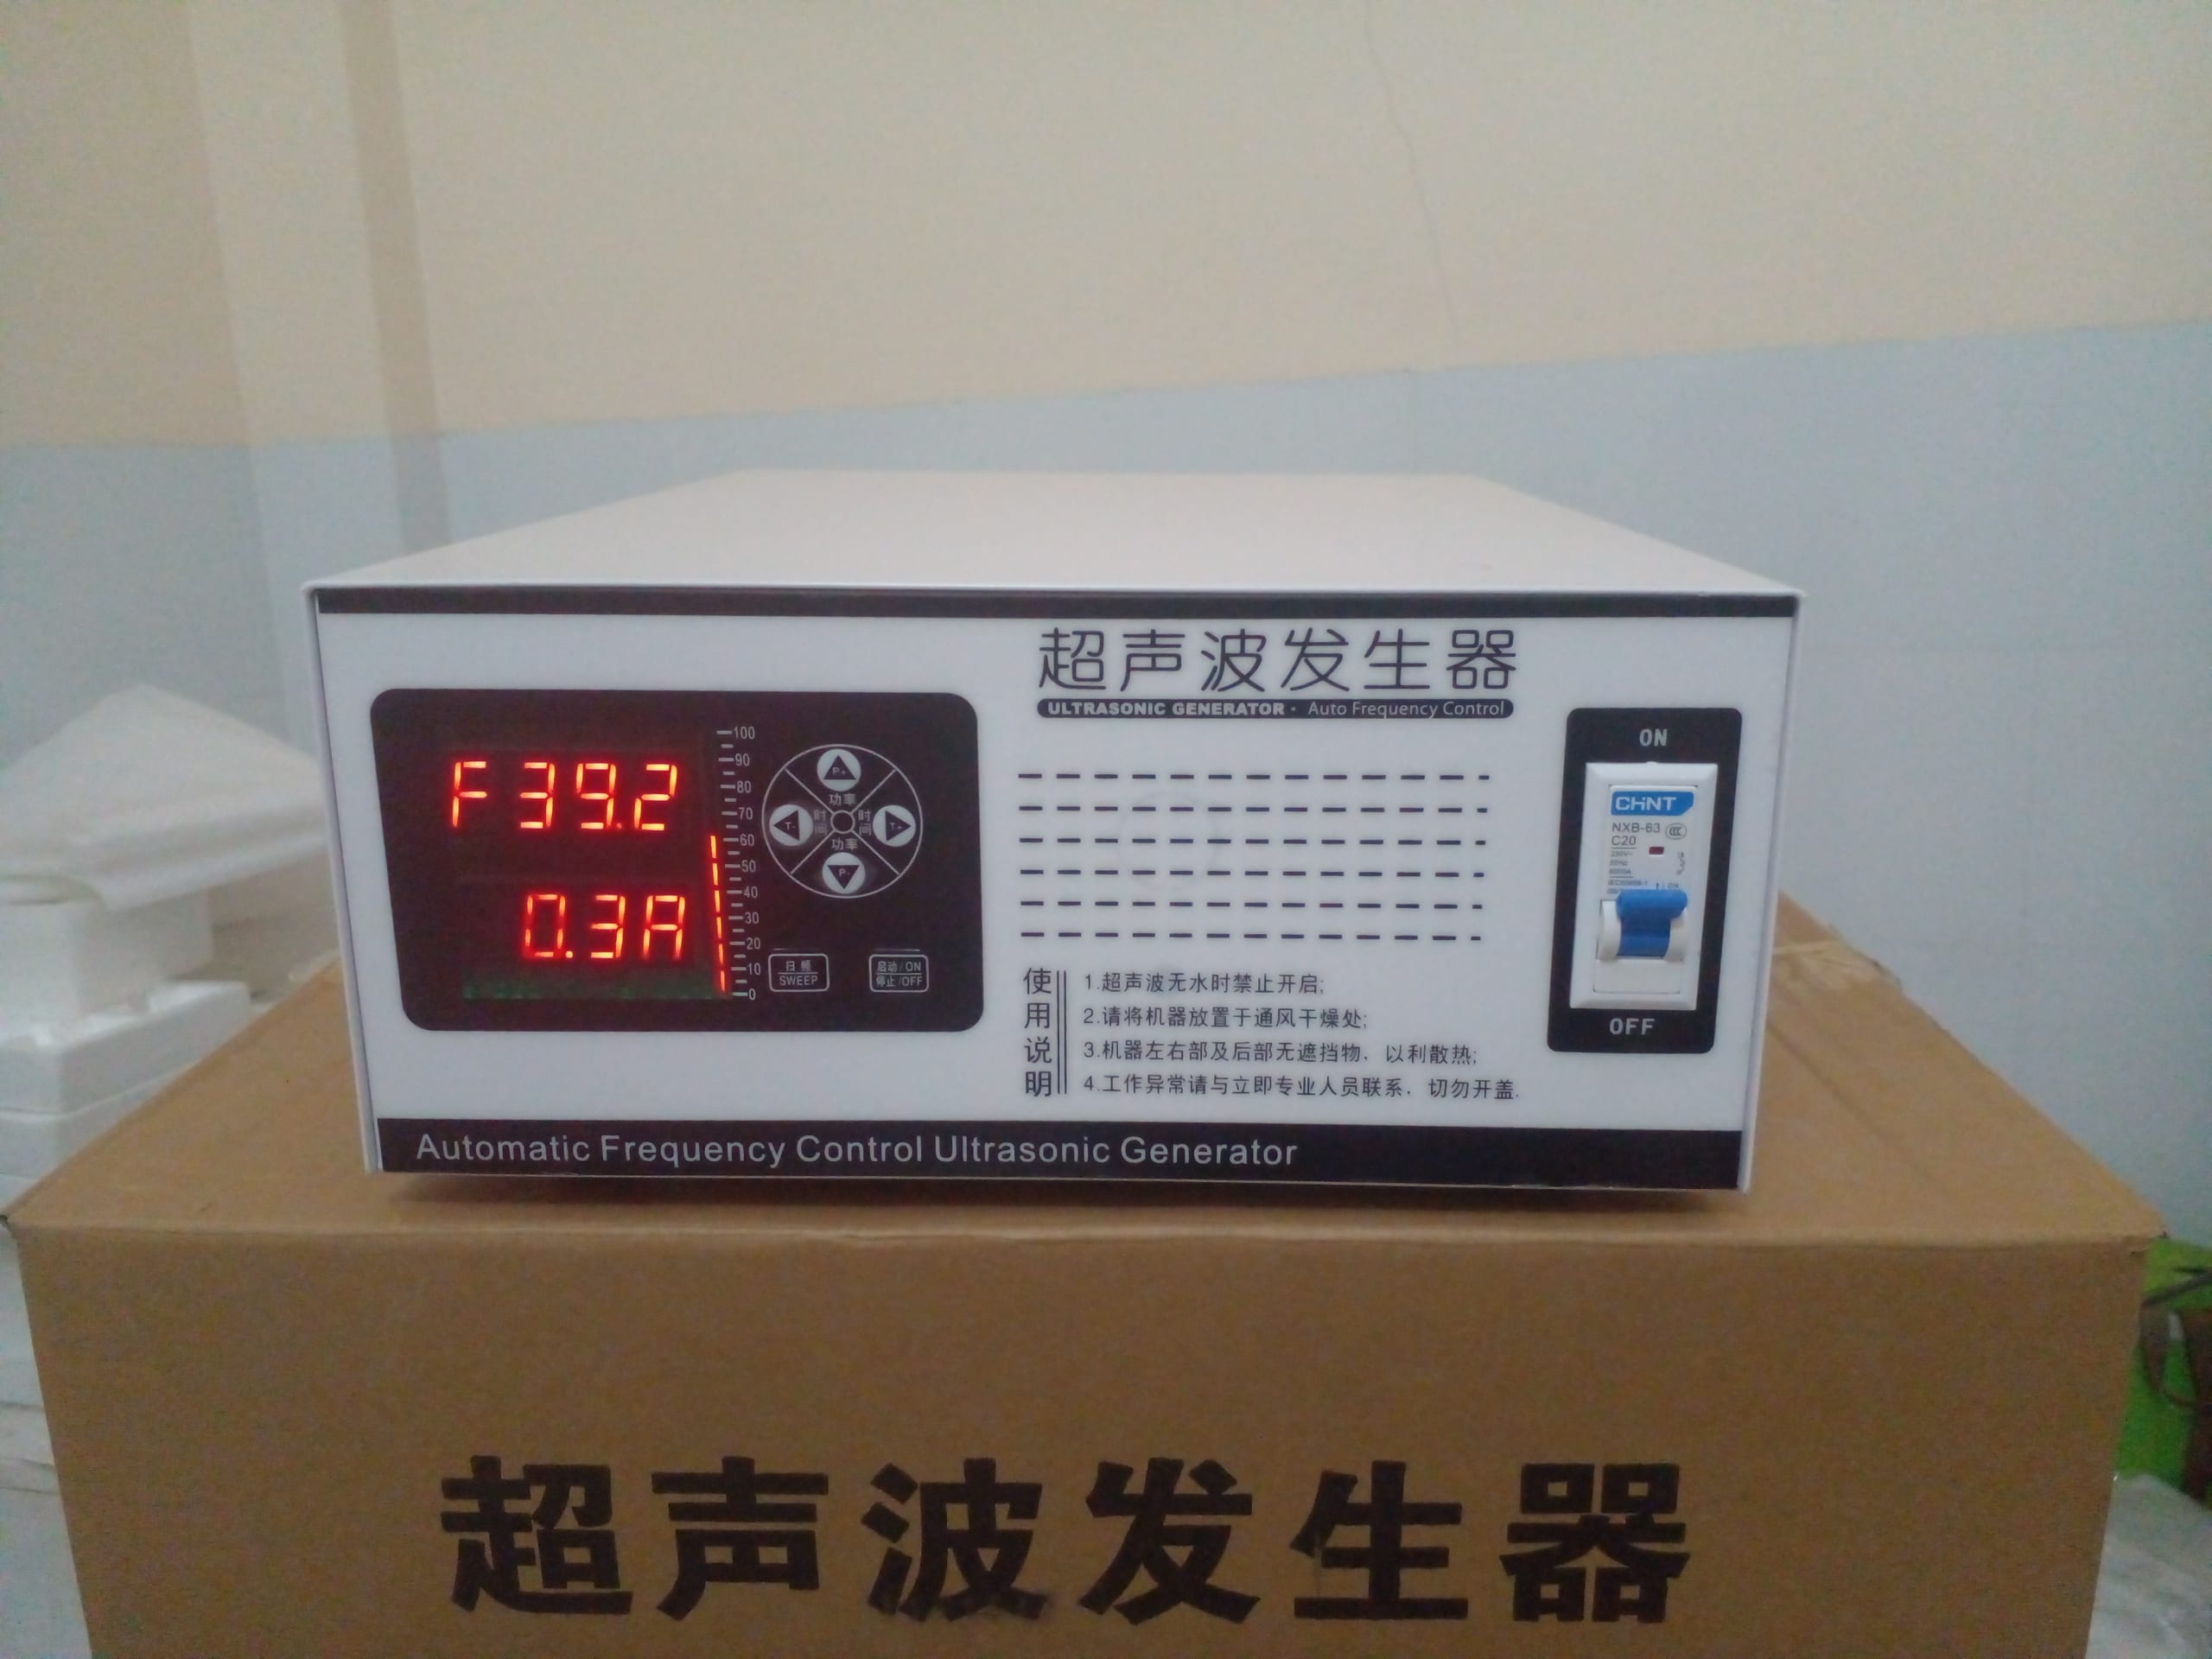 超声波发生器
ULTRASONIC GENERATOR · Auto Frequency Control
F 39.2
0.3A
100
90
80
70
60
50
40
30
20
10
0
P+
功率
T-
时间
时间
T+
功率
P-
扫频
SWEEP
启动/ON
停止/OFF
ON
CHNT
NXB-63
C20
230V~
50Hz
6000A
OFF
使用说明
1.超声波无水时禁止开启;
2.请将机器放置于通风干燥处;
3.机器左右部及后部无遮挡物，以利散热;
4.工作异常请与立即专业人员联系，切勿开盖.
Automatic Frequency Control Ultrasonic Generator
超声波发生器